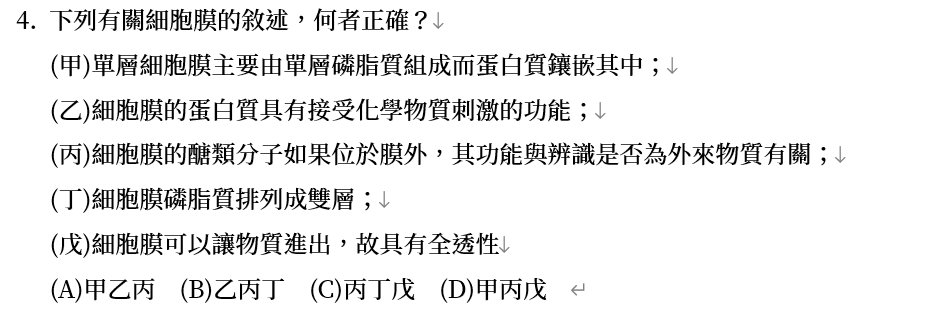 4. 下列有關細胞膜的敘述，何者正確？↓
(甲)單層細胞膜主要由單層磷脂質組成而蛋白質鑲嵌其中；↓
(乙)細胞膜的蛋白質具有接受化學物質刺激的功能；↓
(丙)細胞膜的醣類分子如果位於膜外，其功能與辨識是否為外來物質有關；↓
(丁)細胞膜磷脂質排列成雙層；↓
(戊)細胞膜可以讓物質進出，故具有全透性↓
(A)甲乙丙　(B)乙丙丁　(C)丙丁戊　(D)甲丙戊　↵